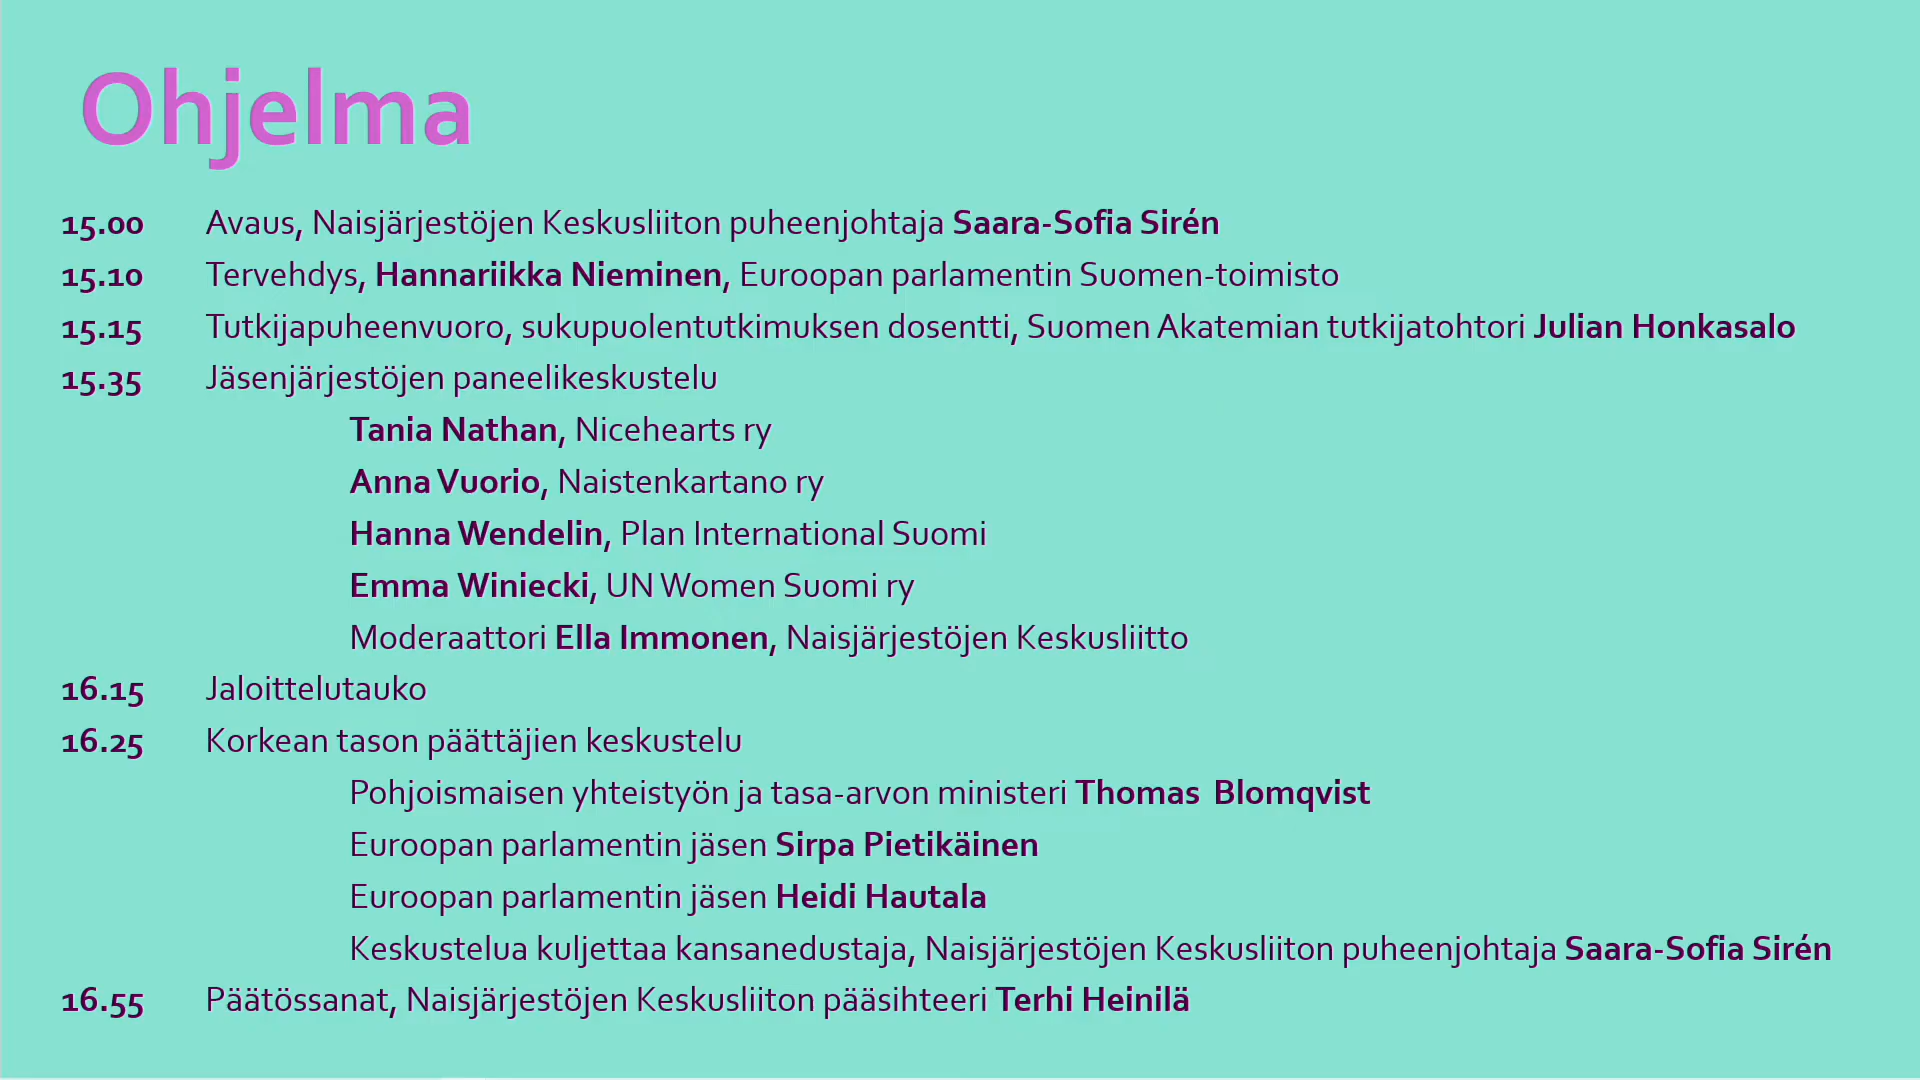 Ohjelma
15.00 Avaus, Naisjärjestöjen Keskusliiton puheenjohtaja Saara-Sofia Sirén
15.10 Tervehdys, Hannariikka Nieminen, Euroopan parlamentin Suomen-toimisto
15.15 Tutkijapuheenvuoro, sukupuolentutkimuksen dosentti, Suomen Akatemian tutkijatohtori Julian Honkasalo
15.35 Jäsenjärjestöjen paneelikeskustelu
Tania Nathan, Nicehearts ry
Anna Vuorio, Naistenkartano ry
Hanna Wendelin, Plan International Suomi
Emma Winiecki, UN Women Suomi ry
Moderaattori Ella Immonen, Naisjärjestöjen Keskusliitto
16.15 Jaloittelutauko
16.25 Korkean tason päättäjien keskustelu
Pohjoismaisen yhteistyön ja tasa-arvon ministeri Thomas Blomqvist
Euroopan parlamentin jäsen Sirpa Pietikäinen
Euroopan parlamentin jäsen Heidi Hautala
Keskustelua kuljettaa kansanedustaja, Naisjärjestöjen Keskusliiton puheenjohtaja Saara-Sofia Sirén
16.55 Päätössanat, Naisjärjestöjen Keskusliiton pääsihteeri Terhi Heinilä